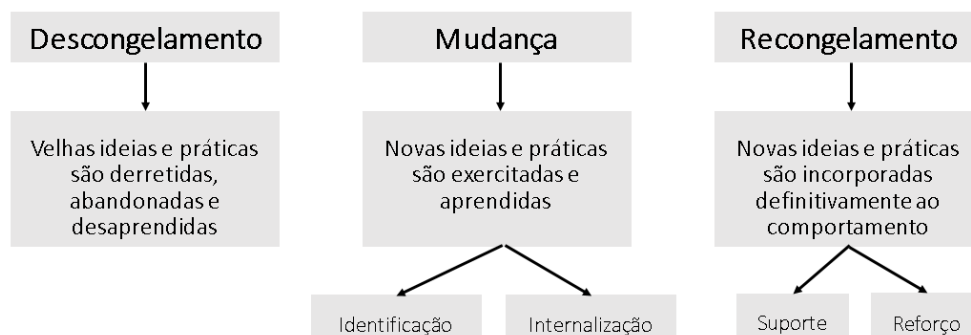 Descongelamento
Velhas ideias e práticas
são derretidas,
abandonadas e
desaprendidas
Mudança
Novas ideias e práticas
são exercitadas e
aprendidas
Identificação
Internalização
Recongelamento
Novas ideias e práticas
são incorporadas
definitivamente ao
comportamento
Suporte
Reforço